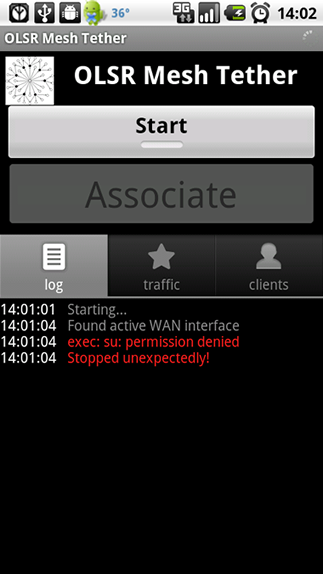 36° 3G 14:02
OLSR Mesh Tether
OLSR Mesh Tether
Start
Associate
log traffic clients
14:01:01 Starting...
14:01:04 Found active WAN interface
14:01:04 exec: su: permission denied
14:01:04 Stopped unexpectedly!